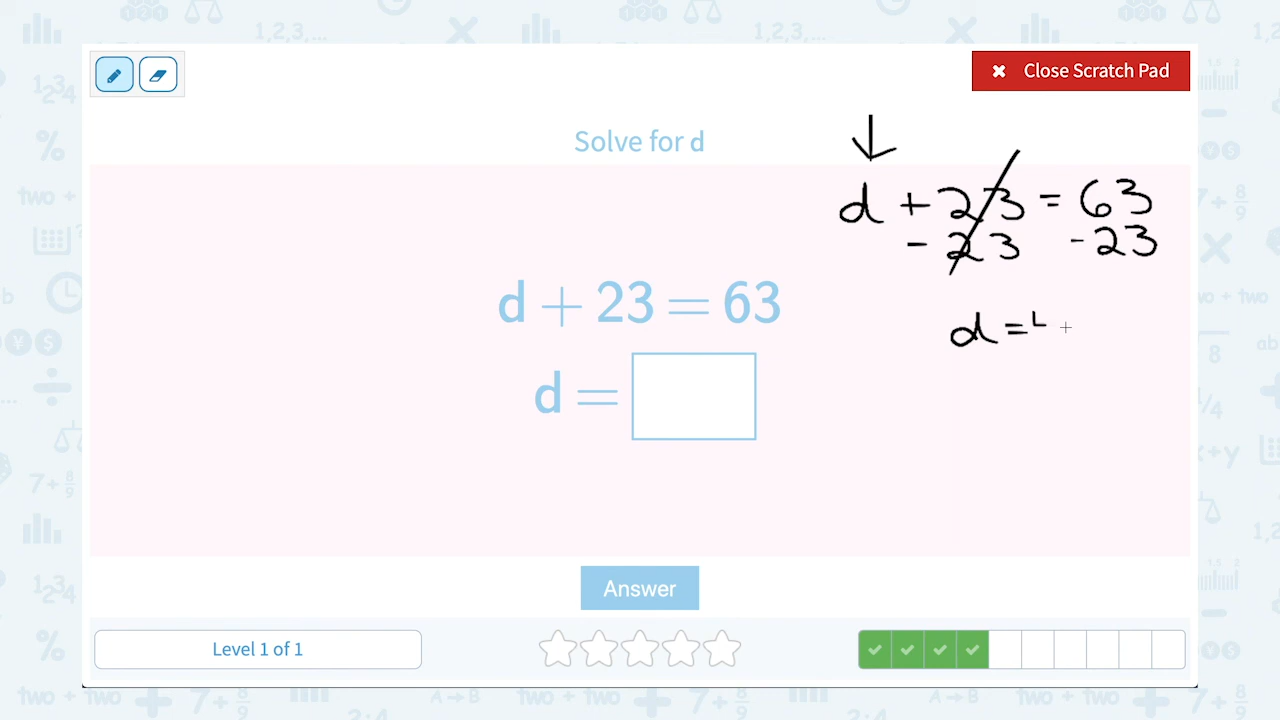 Close Scratch Pad
Solve for d
d + 23 = 63
- 23 - 23
d =
d + 23 = 63
d =
Answer
Level 1 of 1